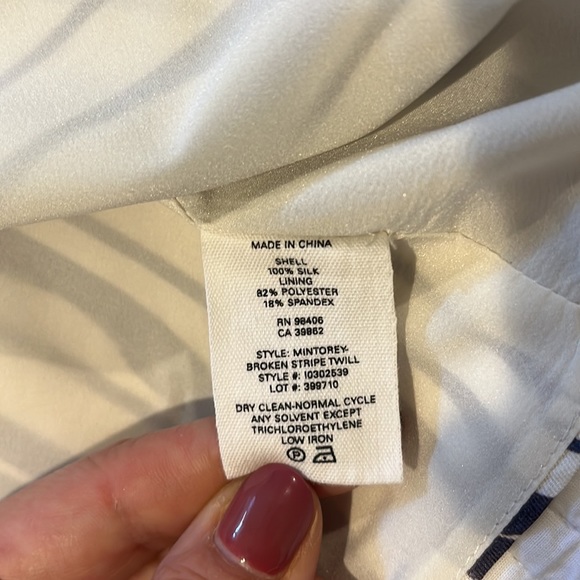 MADE IN CHINA
SHELL
100% SILK
LINING
82% POLYESTER
18% SPANDEX
RN 98406
CA 39862
STYLE: MINTOREY-
BROKEN STRIPE TWILL
STYLE #: I0302539
LOT #: 399710
DRY CLEAN-NORMAL CYCLE
ANY SOLVENT EXCEPT
TRICHLOROETHYLENE
LOW IRON
P